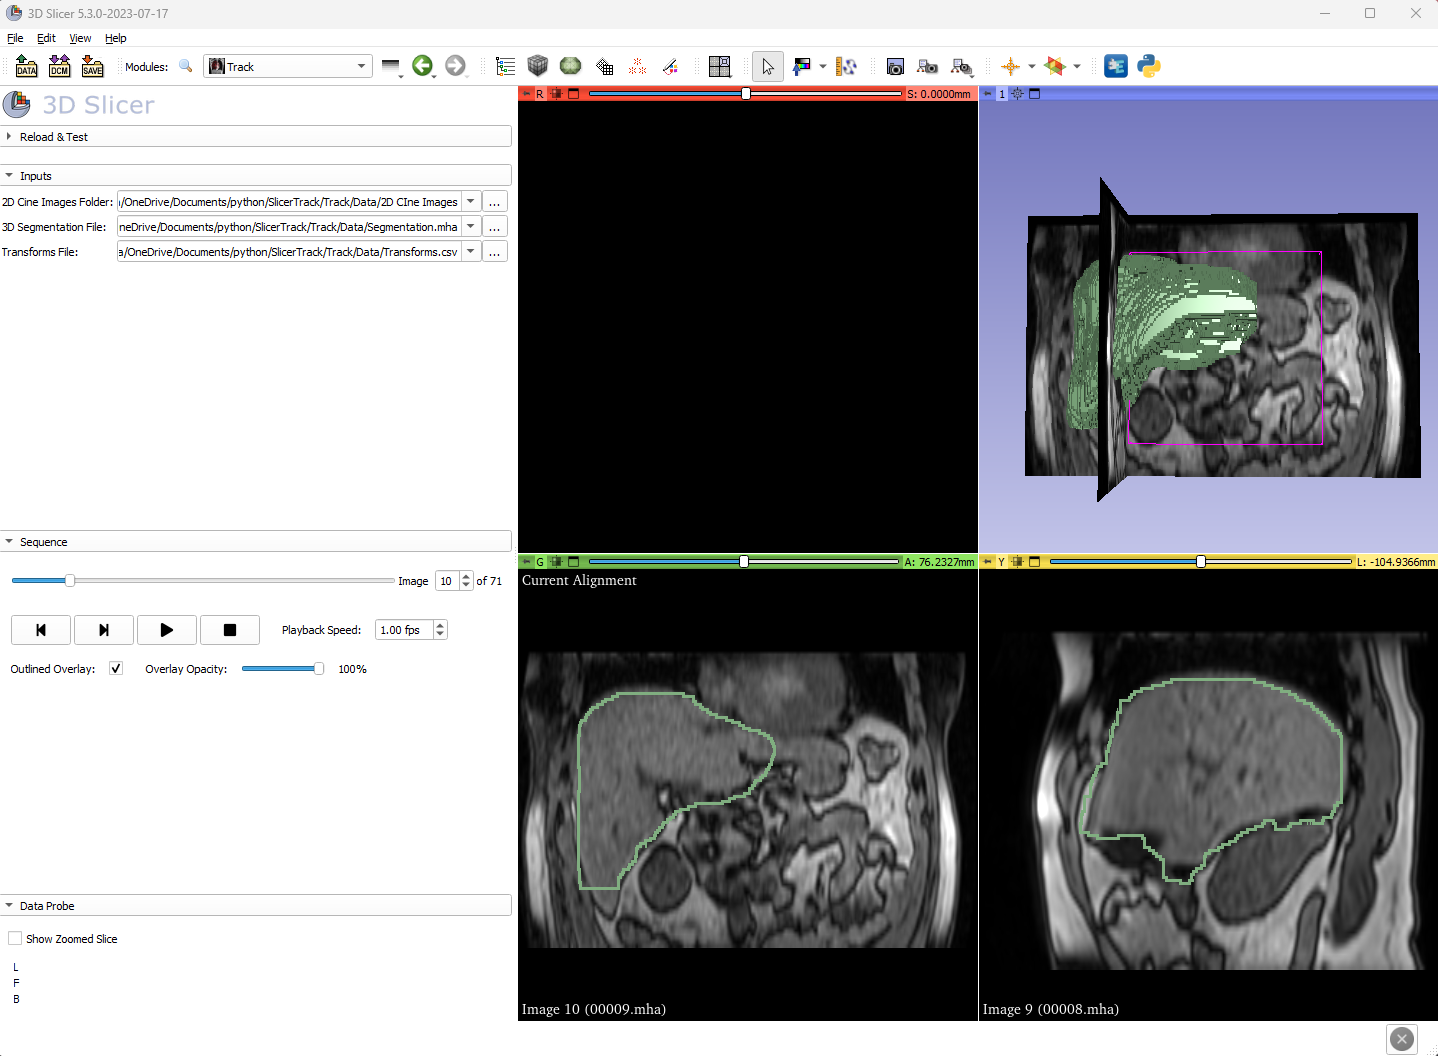 3D Slicer 5.3.0-2023-07-17
File Edit View Help
DATA DCM SAVE Modules: Track
3D Slicer
Reload & Test
Inputs
2D Cine Images Folder: /OneDrive/Documents/python/SlicerTrack/Track/Data/2D CIne Images ...
3D Segmentation File: neDrive/Documents/python/SlicerTrack/Track/Data/Segmentation.mha ...
Transforms File: a/OneDrive/Documents/python/SlicerTrack/Track/Data/Transforms.csv ...
Sequence
Image 10 of 71
Playback Speed: 1.00 fps
Outlined Overlay: Overlay Opacity: 100%
Data Probe
Show Zoomed Slice
L
F
B
R S: 0.0000mm
1
G A: 76.2327mm
Current Alignment
Image 10 (00009.mha)
Y L: -104.9366mm
Image 9 (00008.mha)